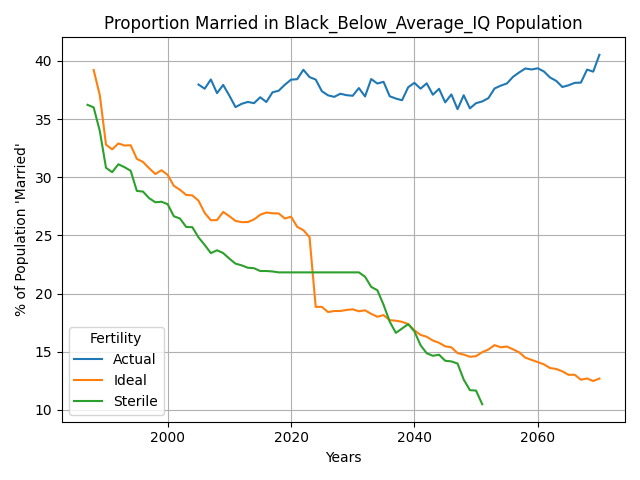 Proportion Married in Black_Below_Average_IQ Population
% of Population 'Married'
40
35
30
25
20
15
10
Fertility
Actual
Ideal
Sterile
2000
2020
2040
2060
Years